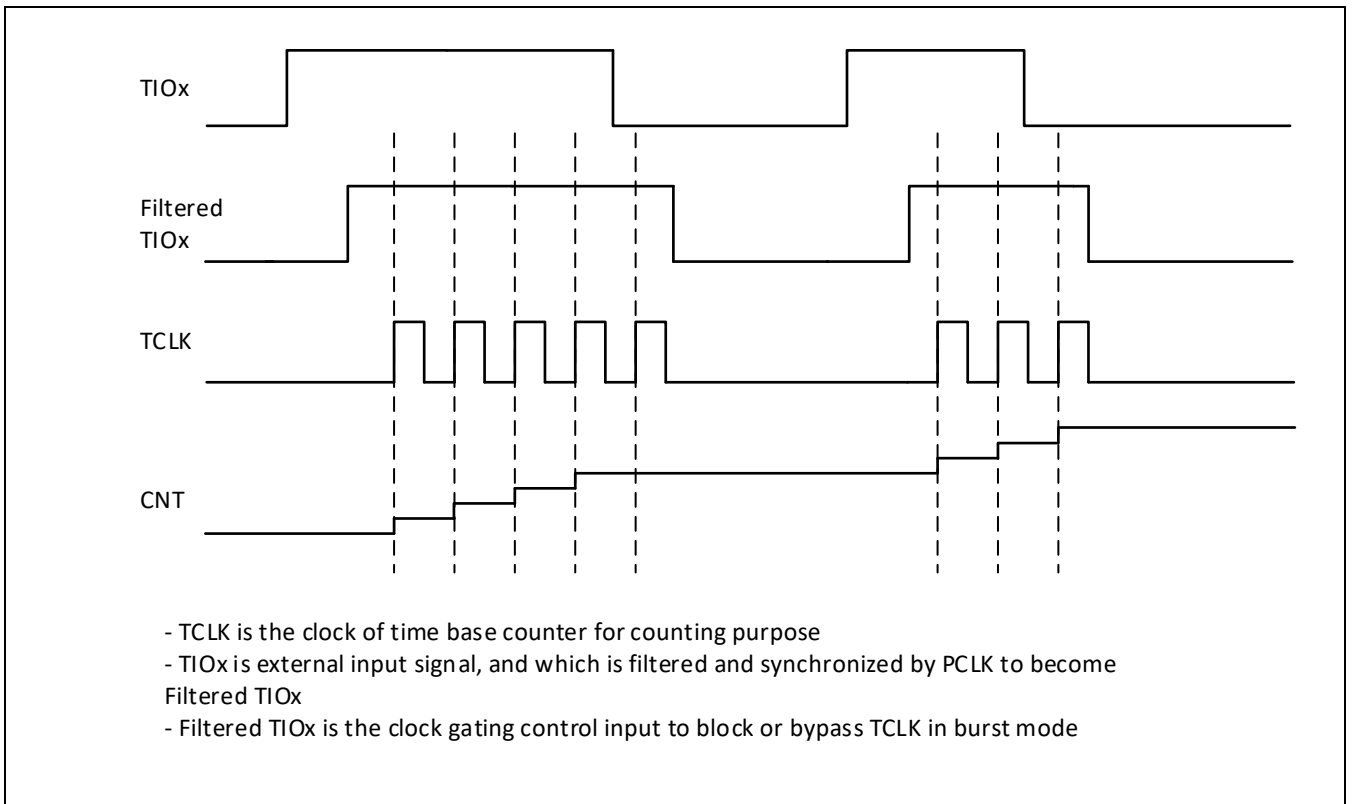 TIOx
Filtered
TIOx
TCLK
CNT
- TCLK is the clock of time base counter for counting purpose
- TIOx is external input signal, and which is filtered and synchronized by PCLK to become
Filtered TIOx
- Filtered TIOx is the clock gating control input to block or bypass TCLK in burst mode